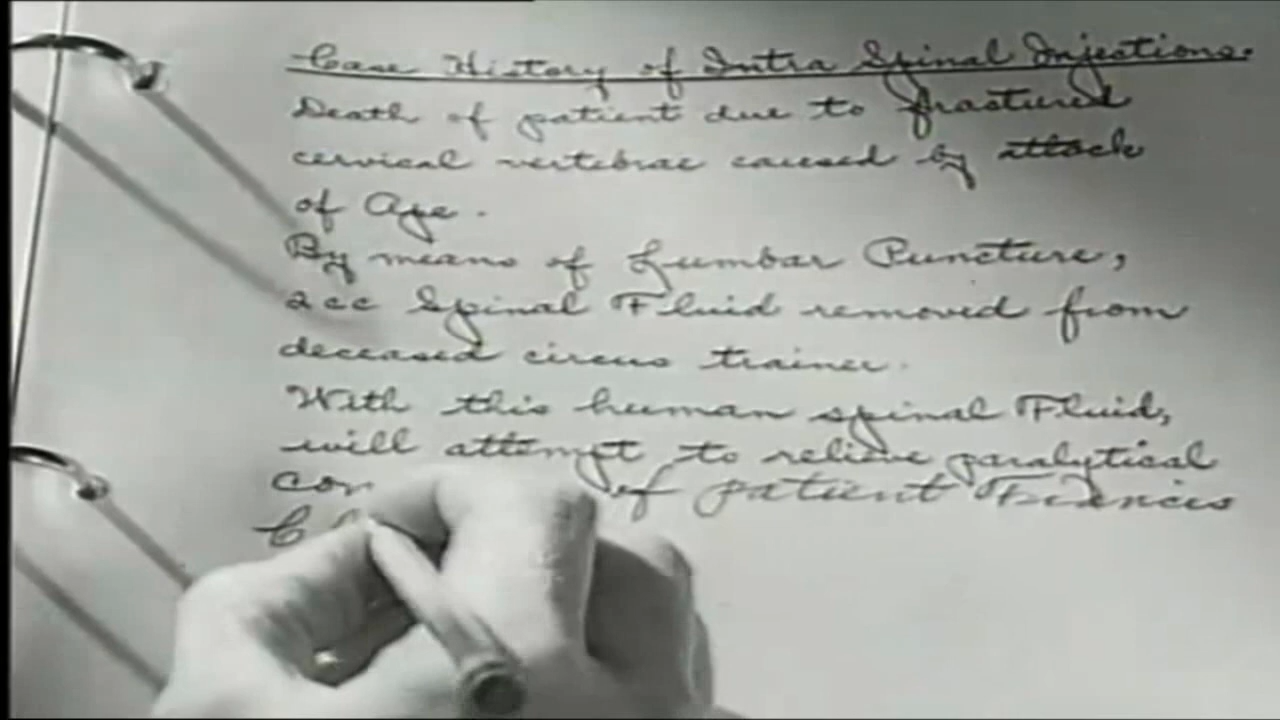 Case History of Intra Spinal Injections.
Death of patient due to fractured
cervical vertebrae caused by attack
of Ape.
By means of Lumbar Puncture,
2cc Spinal Fluid removed from
deceased circus trainer.
With this human spinal Fluid,
will attempt to relieve paralytical
of patient Frances